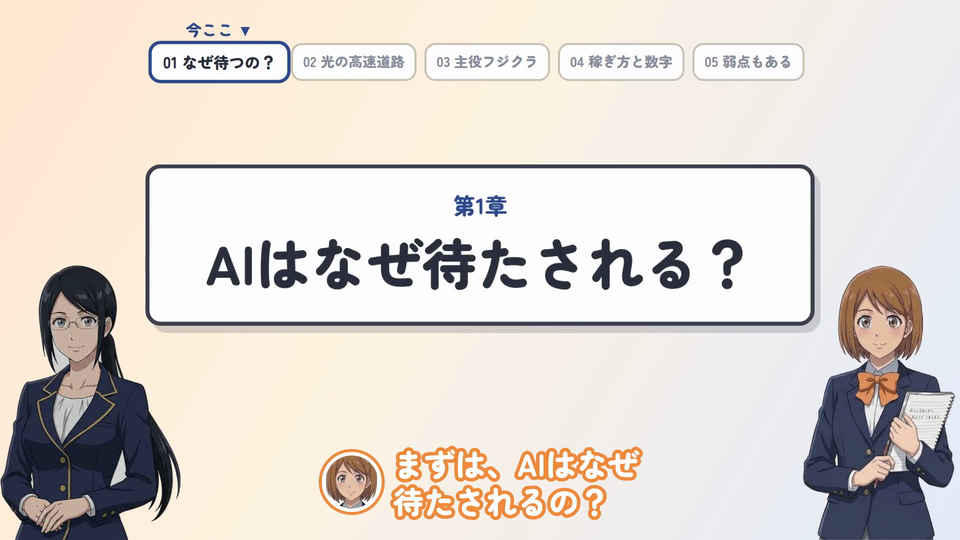 今ここ ▼
01 なぜ待つの？
02 光の高速道路
03 主役フジクラ
04 稼ぎ方と数字
05 弱点もある
第1章
AIはなぜ待たされる？
まずは、AIはなぜ
待たされるの？